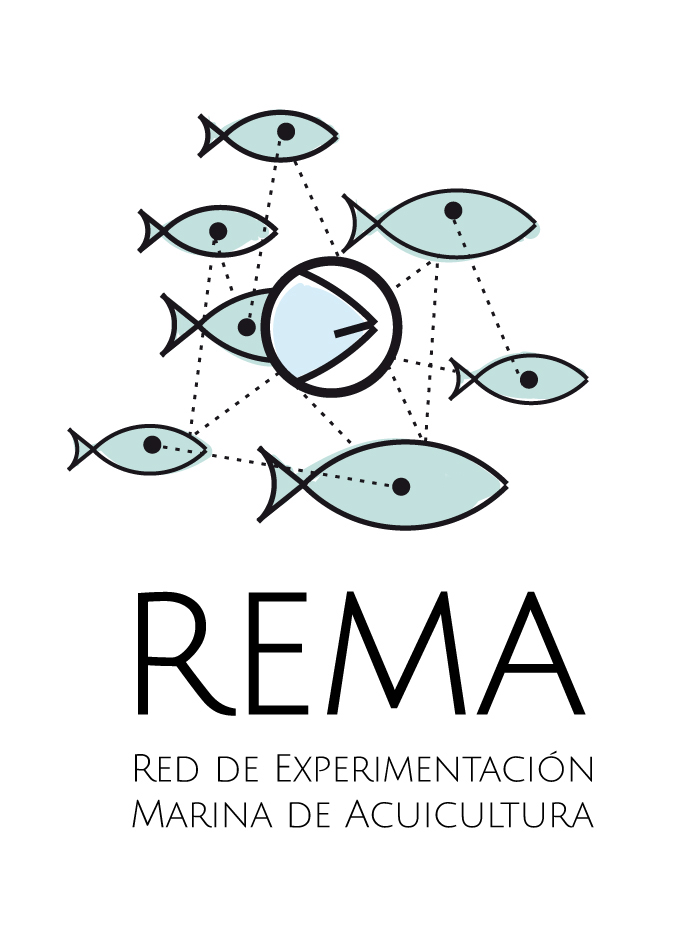 REMA
RED DE EXPERIMENTACIÓN
MARINA DE ACUICULTURA